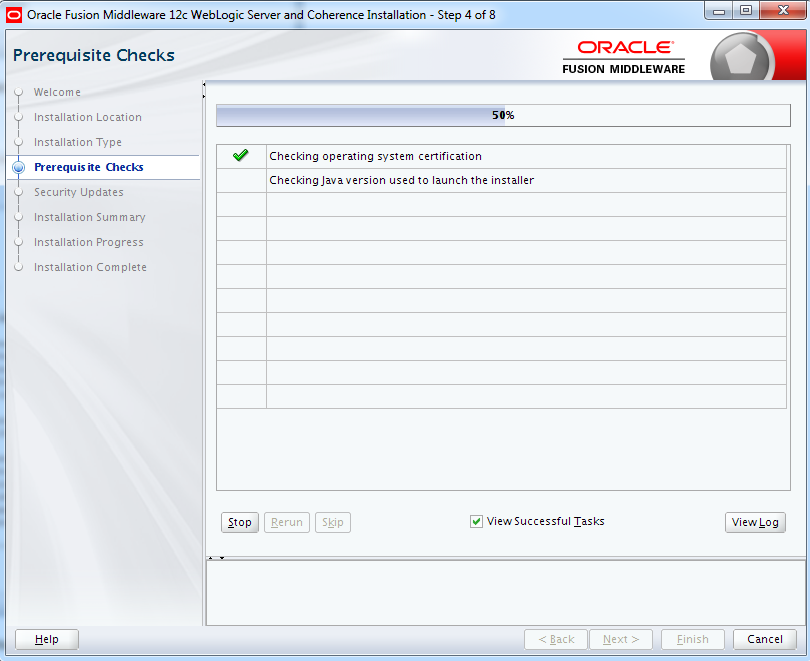 Oracle Fusion Middleware 12c WebLogic Server and Coherence Installation - Step 4 of 8
Prerequisite Checks
ORACLE®
FUSION MIDDLEWARE
Welcome
Installation Location
Installation Type
Prerequisite Checks
Security Updates
Installation Summary
Installation Progress
Installation Complete
50%
Checking operating system certification
Checking Java version used to launch the installer
Stop
Rerun
Skip
View Successful Tasks
View Log
Help
< Back
Next >
Finish
Cancel